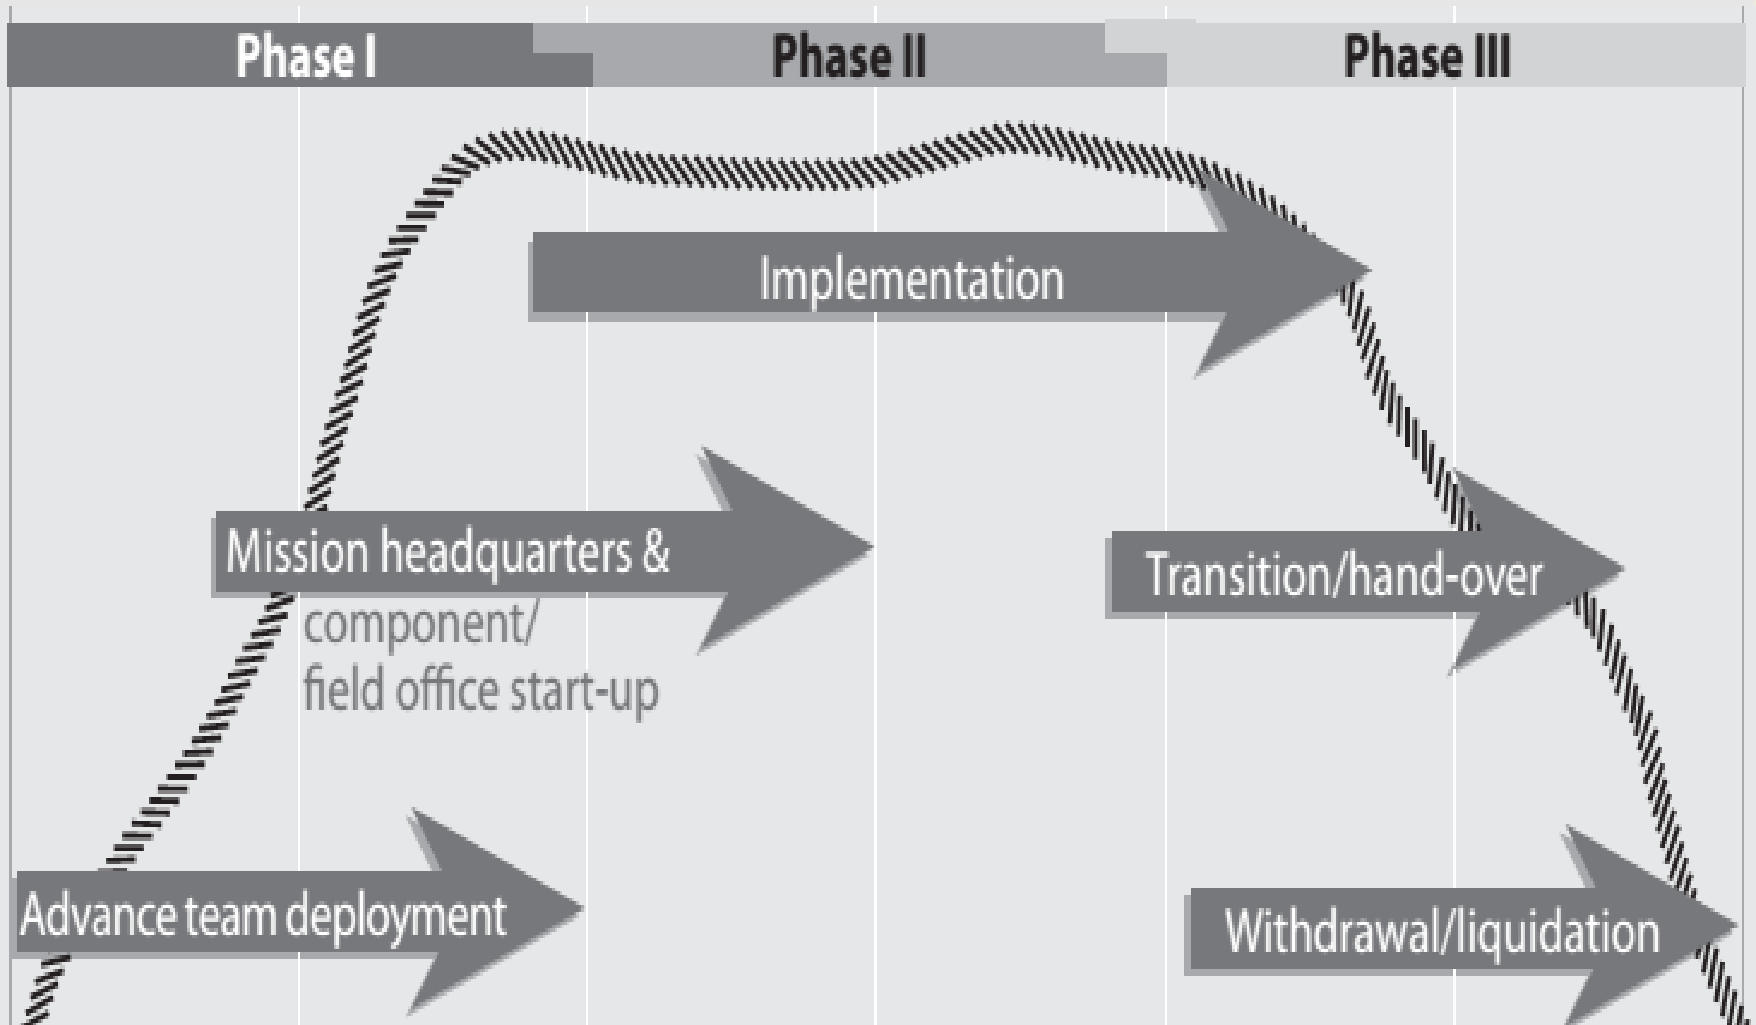 Phase I
Phase II
Phase III
Implementation
Mission headquarters &
component/
field office start-up
Transition/hand-over
Advance team deployment
Withdrawal/liquidation